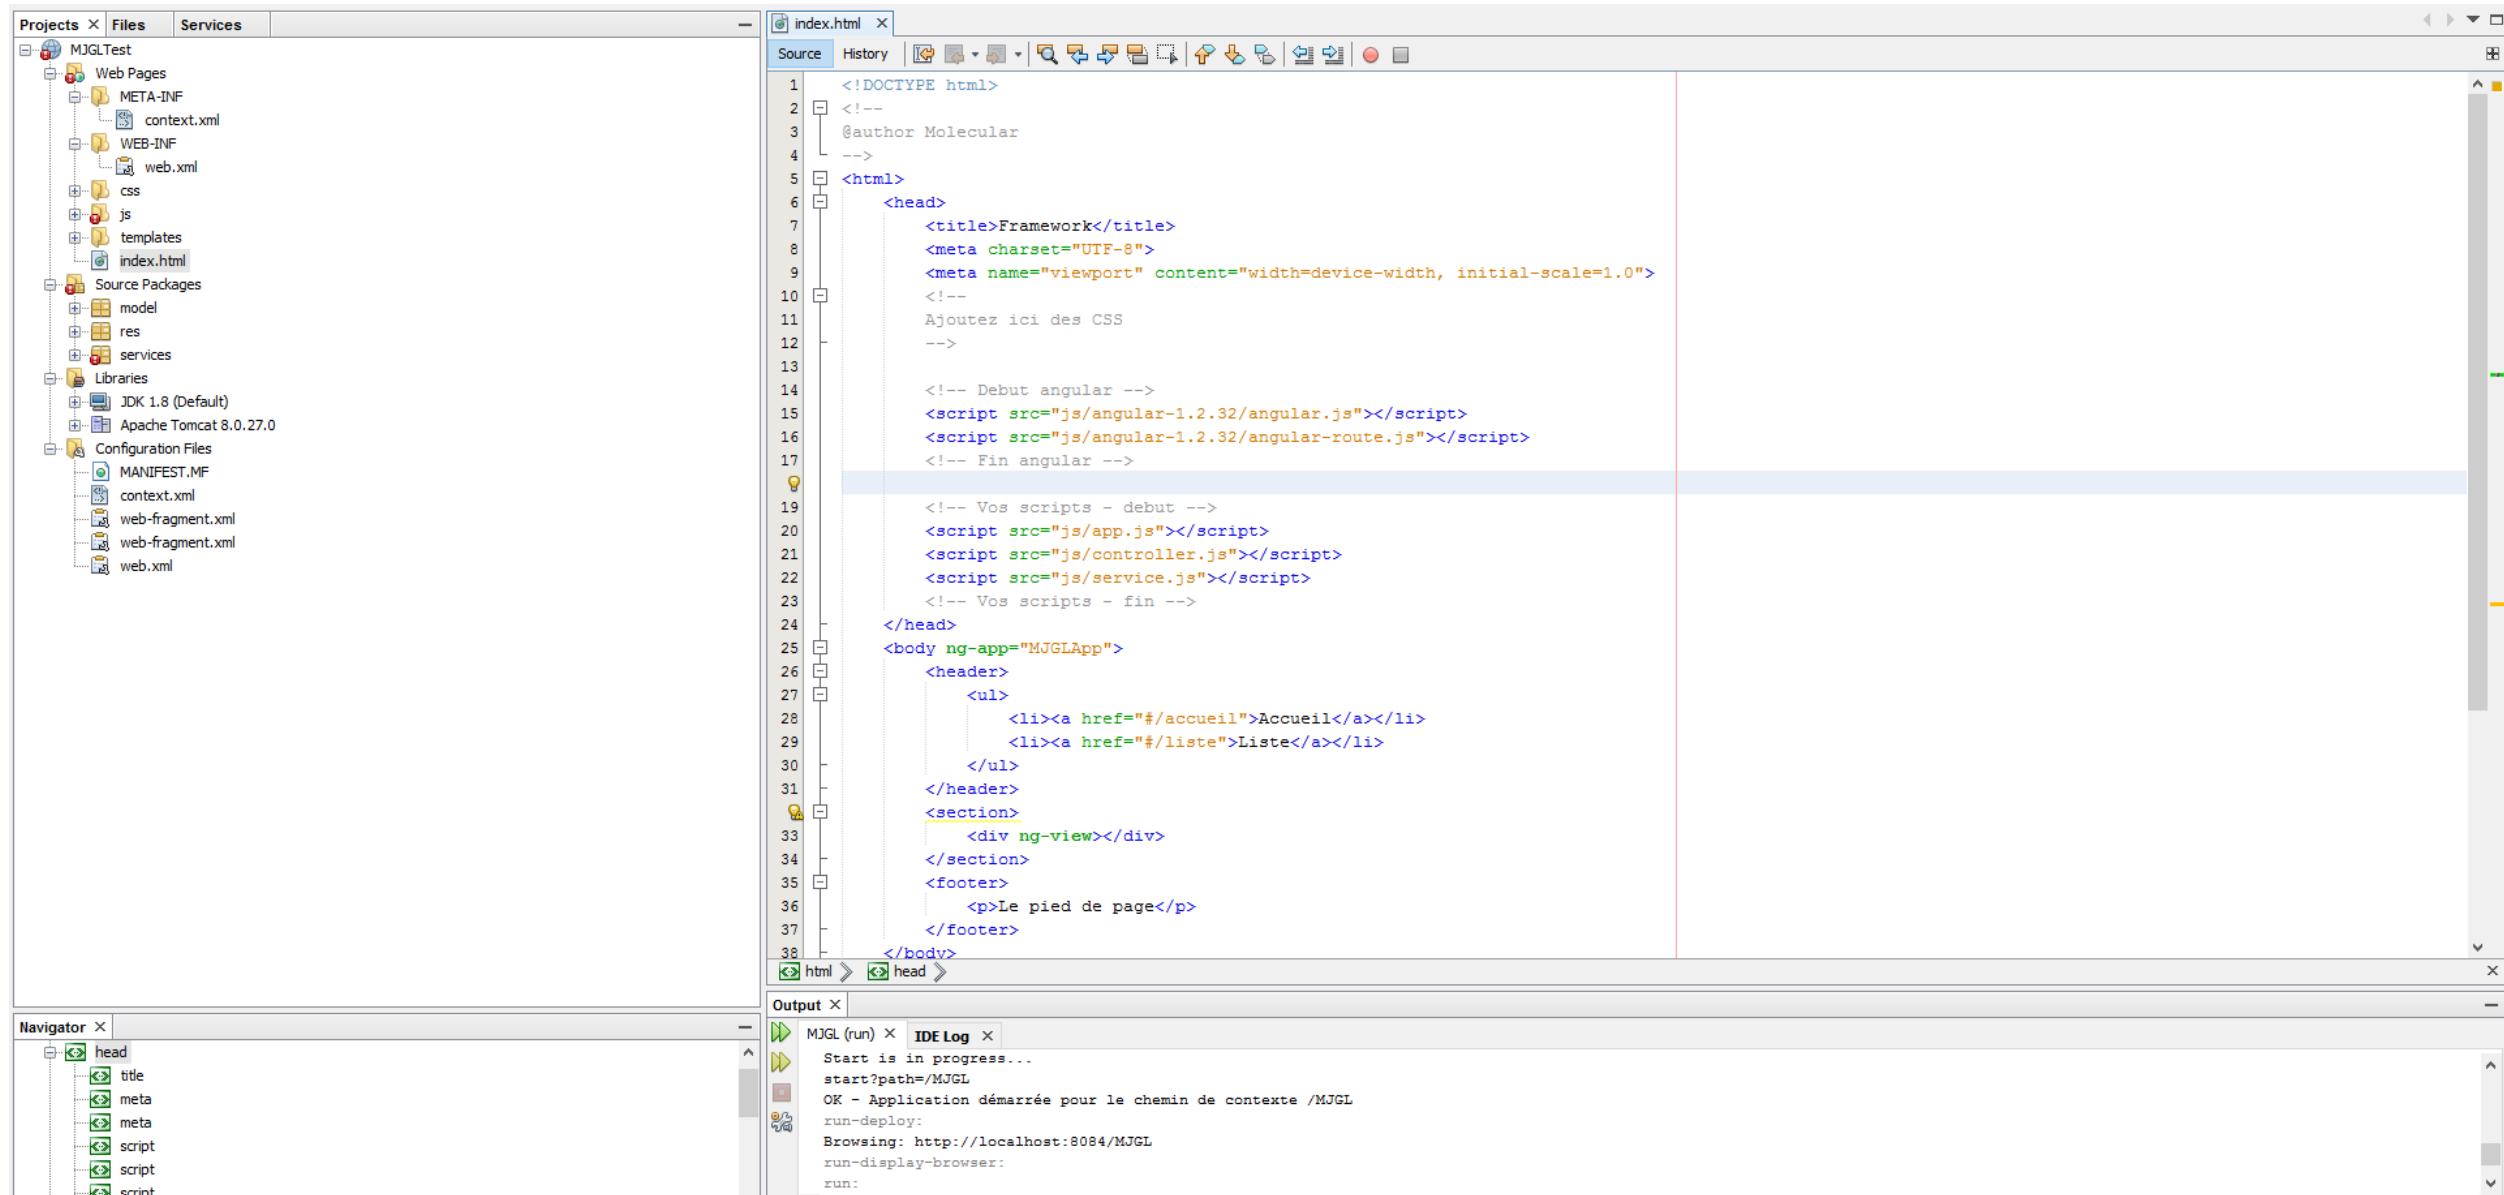 Projects Files Services
MJGLTest
Web Pages
META-INF
context.xml
WEB-INF
web.xml
css
js
templates
index.html
Source Packages
model
res
services
Libraries
JDK 1.8 (Default)
Apache Tomcat 8.0.27.0
Configuration Files
MANIFEST.MF
context.xml
web-fragment.xml
web-fragment.xml
web.xml
Navigator
head
title
meta
meta
script
script
script
index.html
Source History
1 <!DOCTYPE html>
2 <!--
3 @author Molecular
4 -->
5 <html>
6 <head>
7 <title>Framework</title>
8 <meta charset="UTF-8">
9 <meta name="viewport" content="width=device-width, initial-scale=1.0">
10 <!--
11 Ajoutez ici des CSS
12 -->
13
14 <!-- Debut angular -->
15 <script src="js/angular-1.2.32/angular.js"></script>
16 <script src="js/angular-1.2.32/angular-route.js"></script>
17 <!-- Fin angular -->
19 <!-- Vos scripts - debut -->
20 <script src="js/app.js"></script>
21 <script src="js/controller.js"></script>
22 <script src="js/service.js"></script>
23 <!-- Vos scripts - fin -->
24 </head>
25 <body ng-app="MJGLApp">
26 <header>
27 <ul>
28 <li><a href="#/accueil">Accueil</a></li>
29 <li><a href="#/liste">Liste</a></li>
30 </ul>
31 </header>
<section>
33 <div ng-view></div>
34 </section>
35 <footer>
36 <p>Le pied de page</p>
37 </footer>
38 </body>
html head
Output
MJGL (run) IDE Log
Start is in progress...
start?path=/MJGL
OK - Application démarrée pour le chemin de contexte /MJGL
run-deploy:
Browsing: http://localhost:8084/MJGL
run-display-browser:
run: